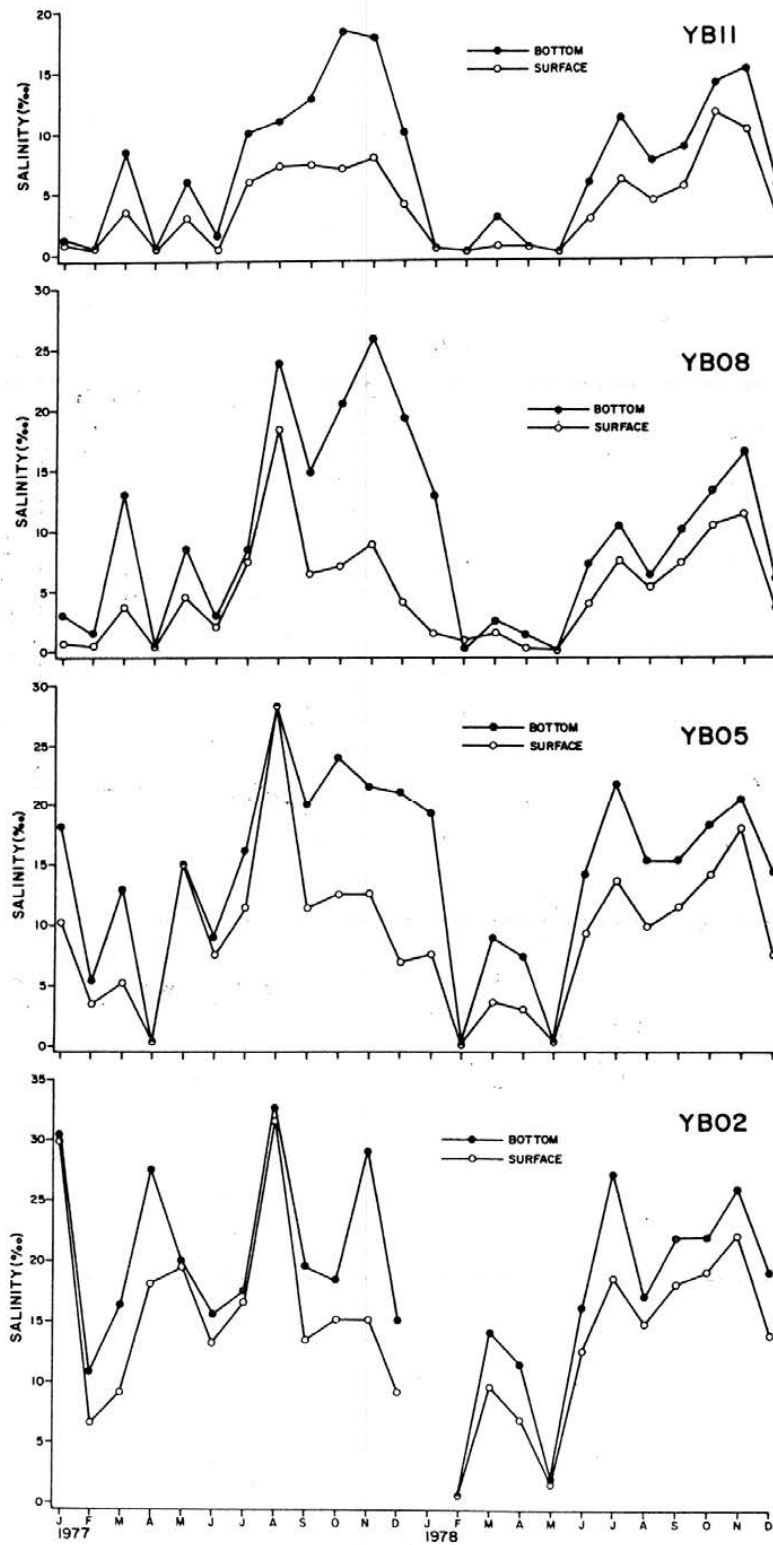 YB11
BOTTOM
SURFACE
SALINITY(‰)
20
15
10
5
0
YB08
BOTTOM
SURFACE
SALINITY(‰)
30
25
20
15
10
5
0
YB05
BOTTOM
SURFACE
SALINITY(‰)
30
25
20
15
10
5
0
YB02
BOTTOM
SURFACE
SALINITY(‰)
35
30
25
20
15
10
5
0
J F M A M J J A S O N D J F M A M J J A S O N D
1977 1978